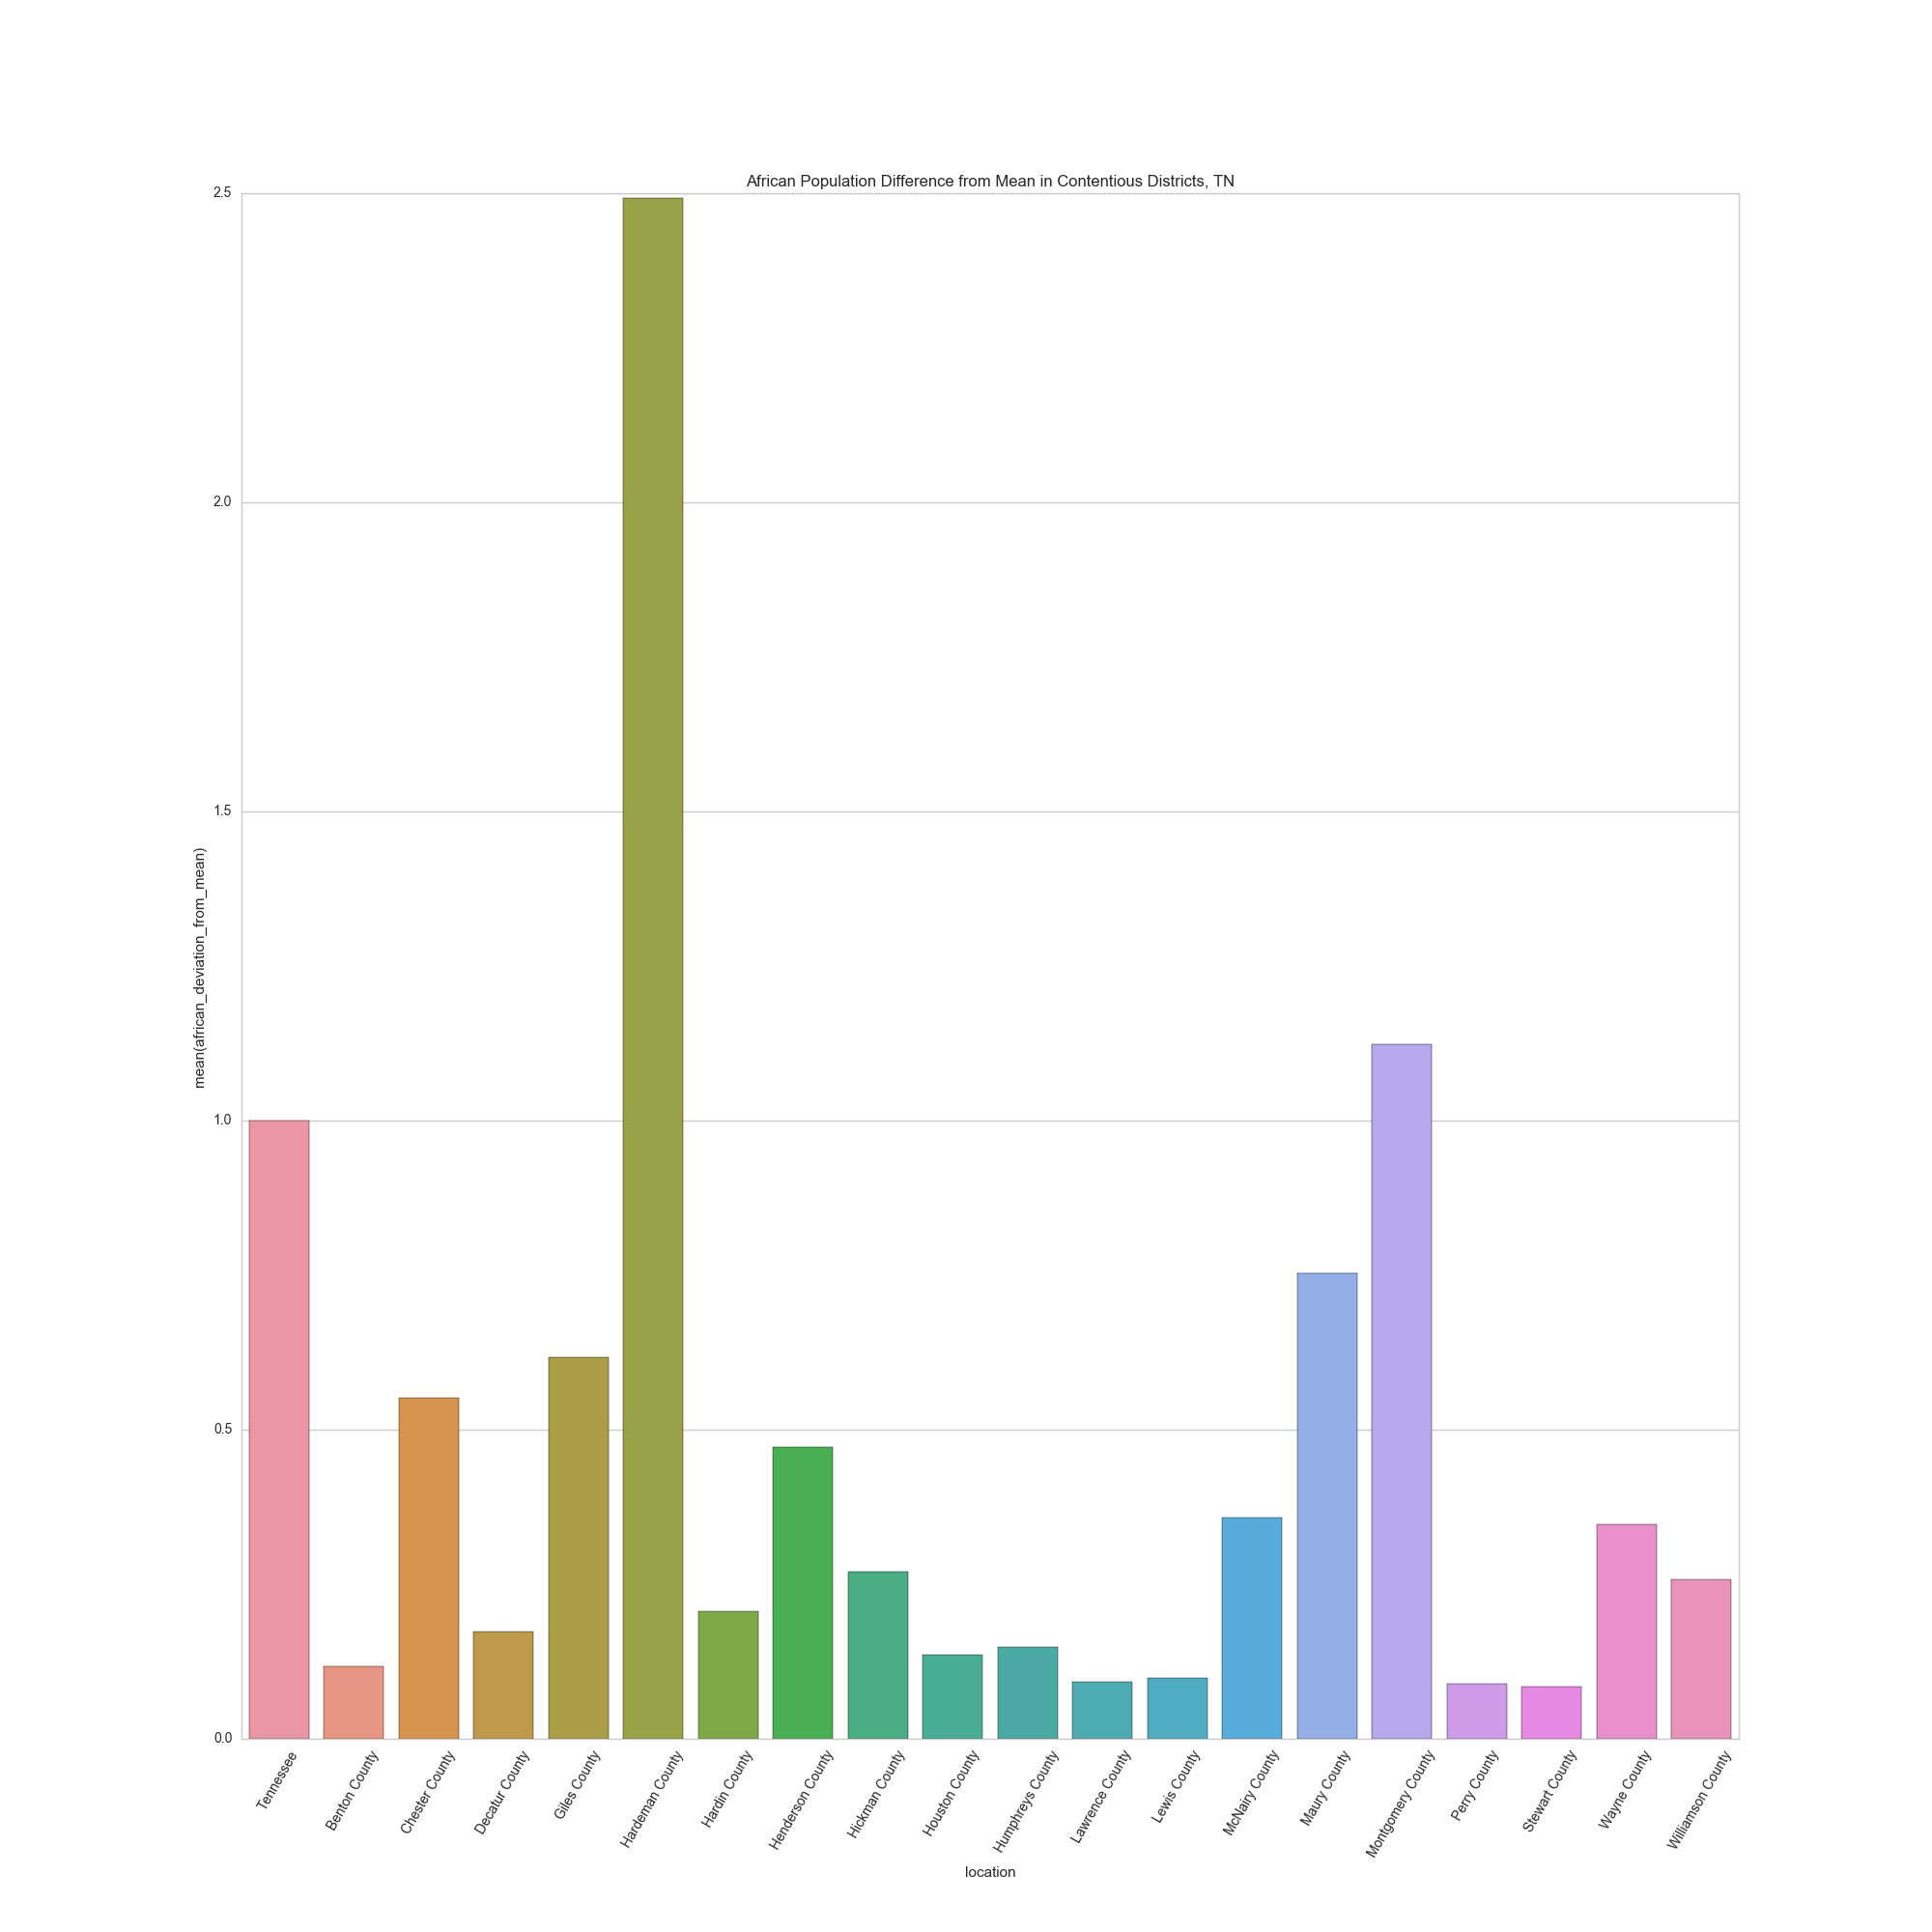 African Population Difference from Mean in Contentious Districts, TN
2.5
2.0
1.5
1.0
0.5
0.0
mean(african_deviation_from_mean)
Tennessee
Benton County
Chester County
Decatur County
Giles County
Hardeman County
Hardin County
Henderson County
Hickman County
Houston County
Humphreys County
Lawrence County
Lewis County
McNairy County
Maury County
Montgomery County
Perry County
Stewart County
Wayne County
Williamson County
location